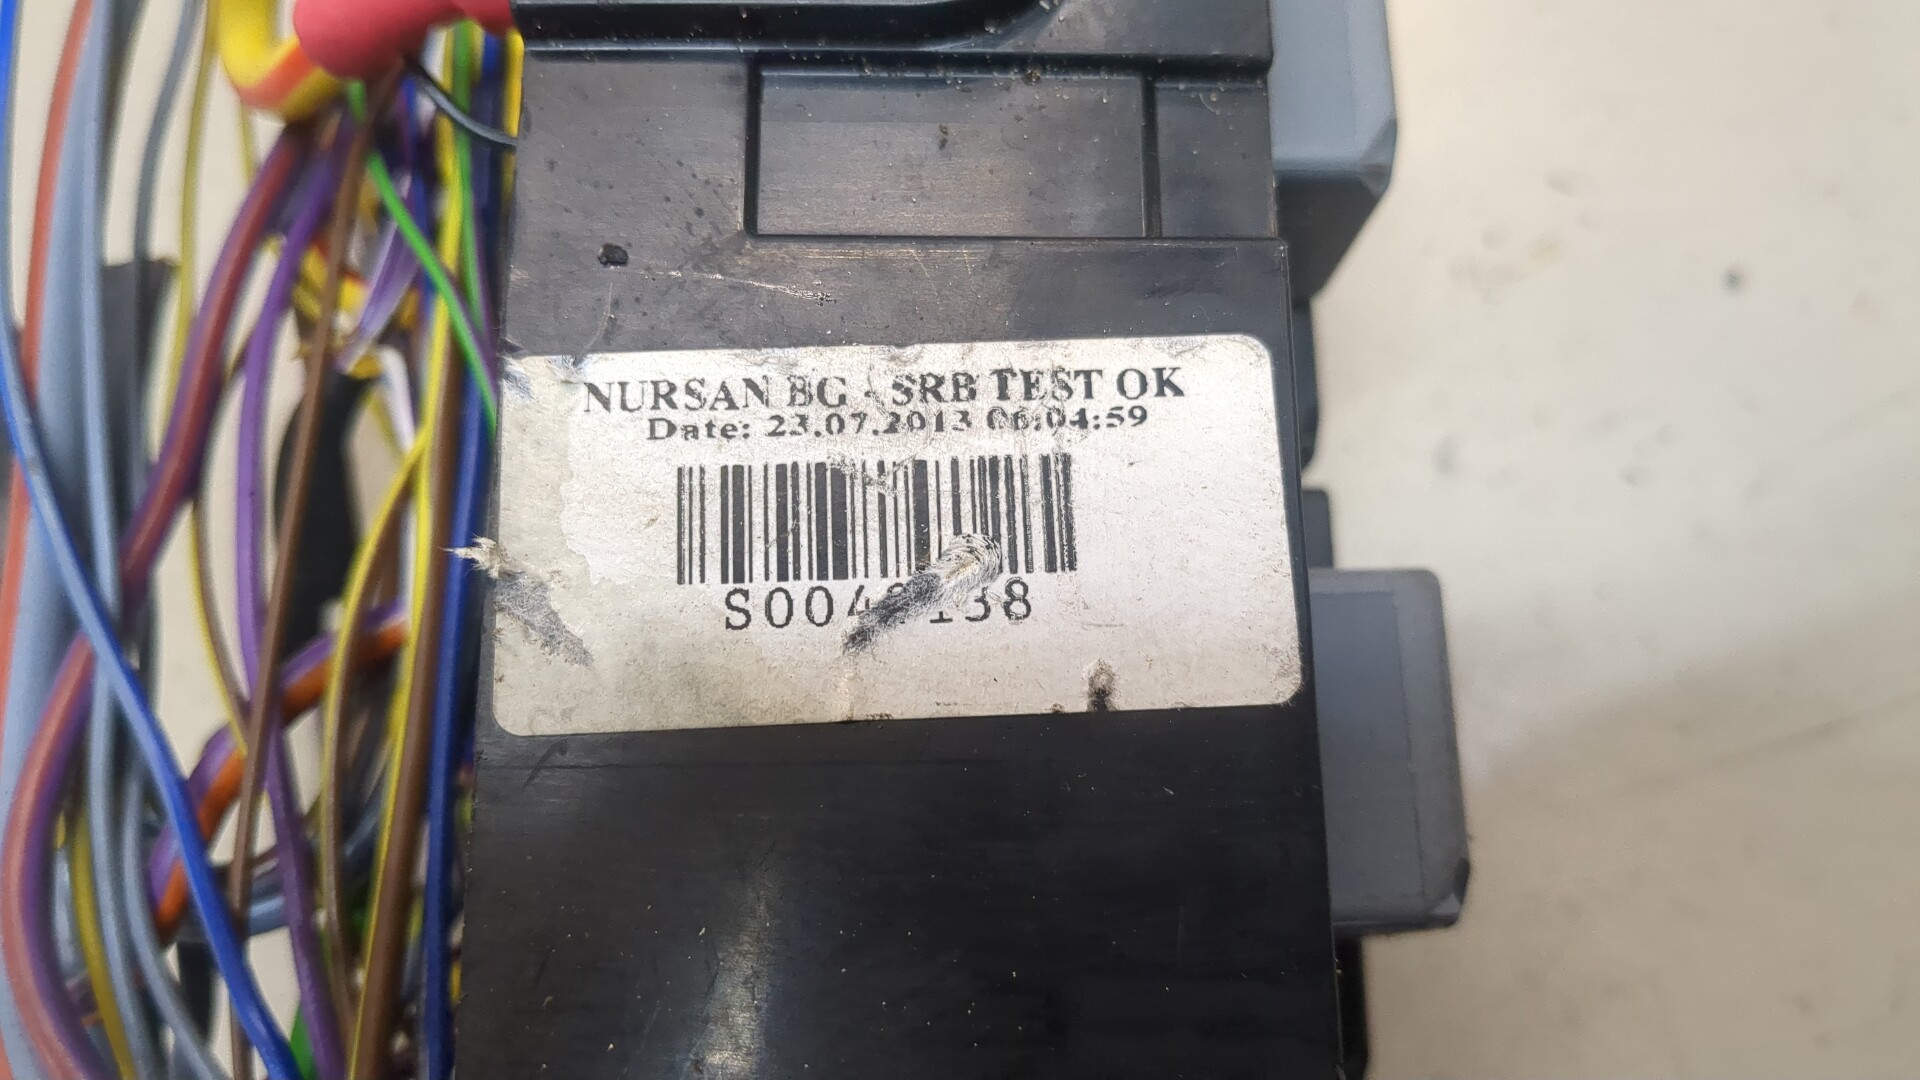 NURSAN BG - SRB TEST OK
Date: 23.07.2013 06:04:59